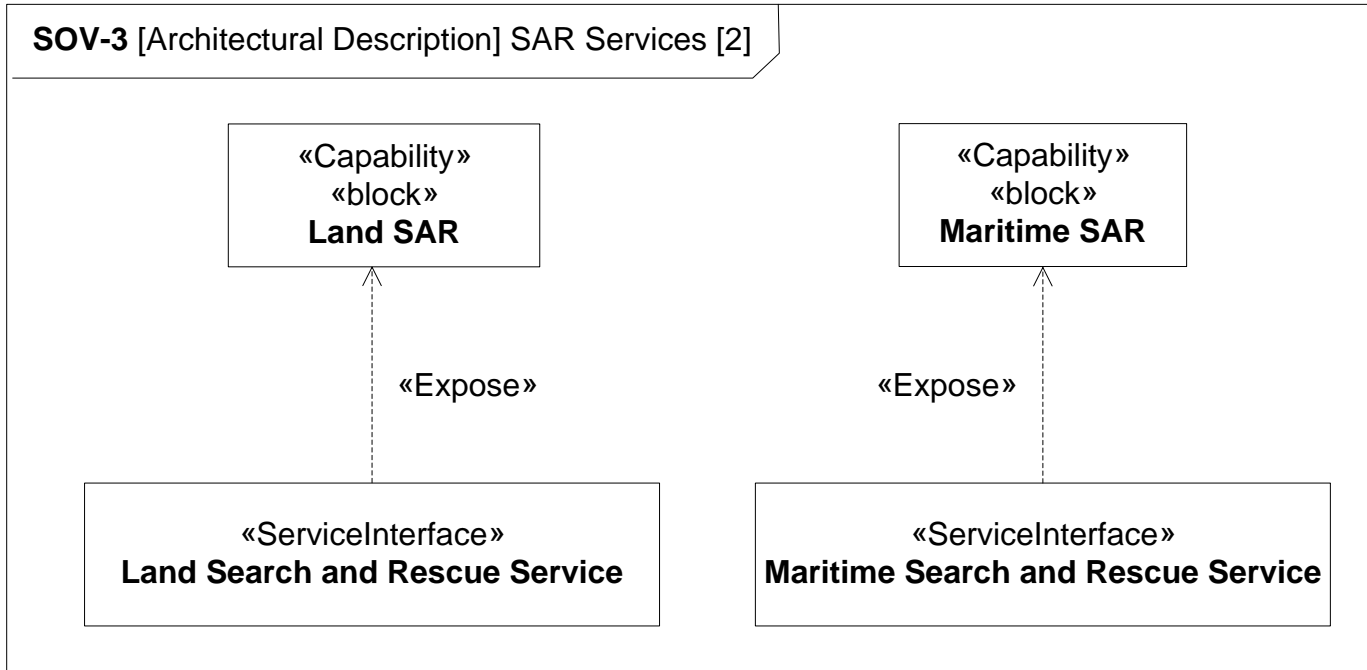 SOV-3 [Architectural Description] SAR Services [2]
«Capability»
«block»
Land SAR
«Capability»
«block»
Maritime SAR
«Expose»
«Expose»
«ServiceInterface»
Land Search and Rescue Service
«ServiceInterface»
Maritime Search and Rescue Service